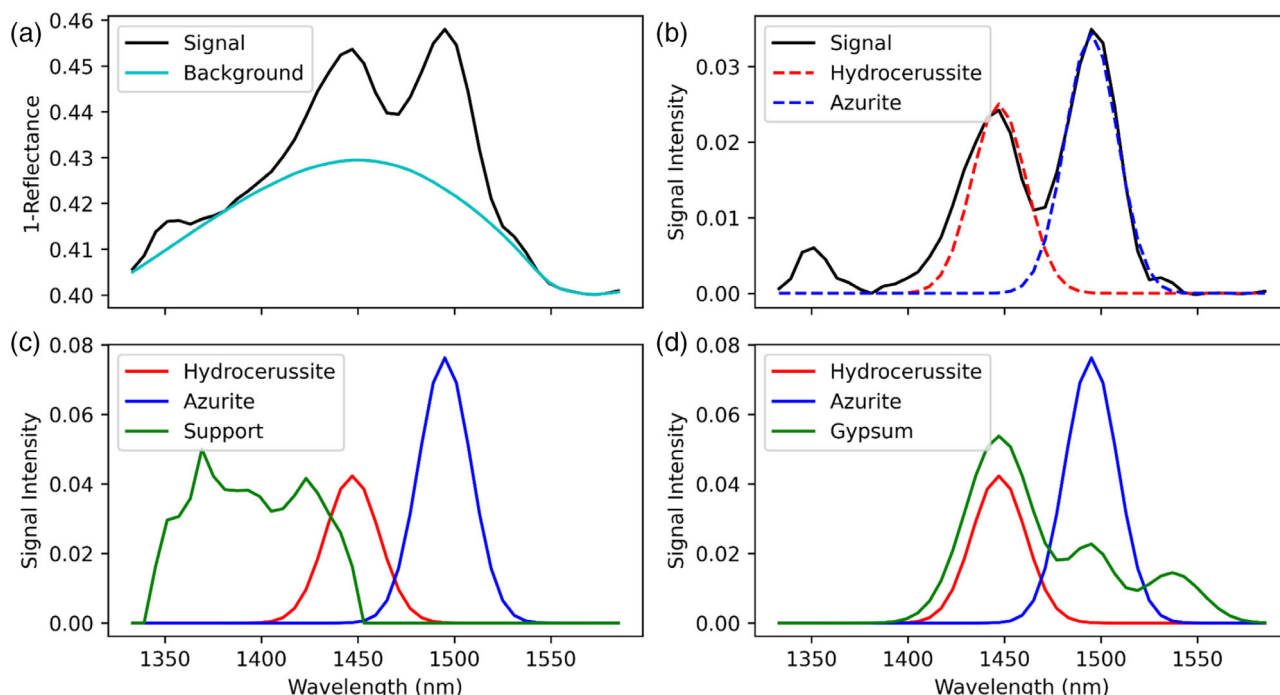 (a)
0.46
0.45
0.44
0.43
0.42
0.41
0.40
1-Reflectance
Signal
Background
(b)
0.03
0.02
0.01
0.00
Signal Intensity
Signal
Hydrocerussite
Azurite
(c)
0.08
0.06
0.04
0.02
0.00
Signal Intensity
Hydrocerussite
Azurite
Support
1350 1400 1450 1500 1550
Wavelength (nm)
(d)
0.08
0.06
0.04
0.02
0.00
Signal Intensity
Hydrocerussite
Azurite
Gypsum
1350 1400 1450 1500 1550
Wavelength (nm)